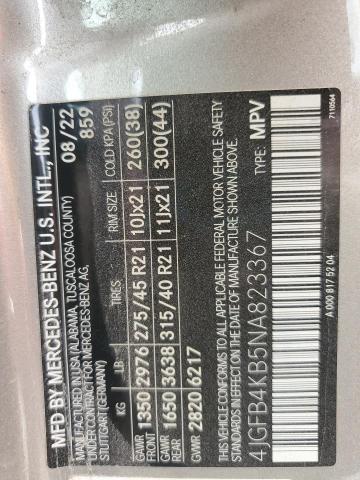 MFD BY MERCEDES-BENZ U.S. INTL., INC
4JGFB4KB5NA823367
MADE IN USA (ALABAMA, TUSCALOOSA COUNTY) 08/22
UNDER CONTRACT FOR MERCEDES-BENZ AG, 859
STUTTGART (GERMANY)
KG LB TIRES RIM SIZE COLD KPA (PSI)
GAWR FRONT 1350 2976 275/45 R21 10Jx21 260(38)
GAWR REAR 1650 3638 315/40 R21 11Jx21 300(44)
GVWR 2820 6217
THIS VEHICLE CONFORMS TO ALL APPLICABLE FEDERAL MOTOR VEHICLE SAFETY
STANDARDS IN EFFECT ON THE DATE OF MANUFACTURE SHOWN ABOVE.
4JGFB4KB5NA823367 TYPE: MPV
A 000 817 52 04 7110564